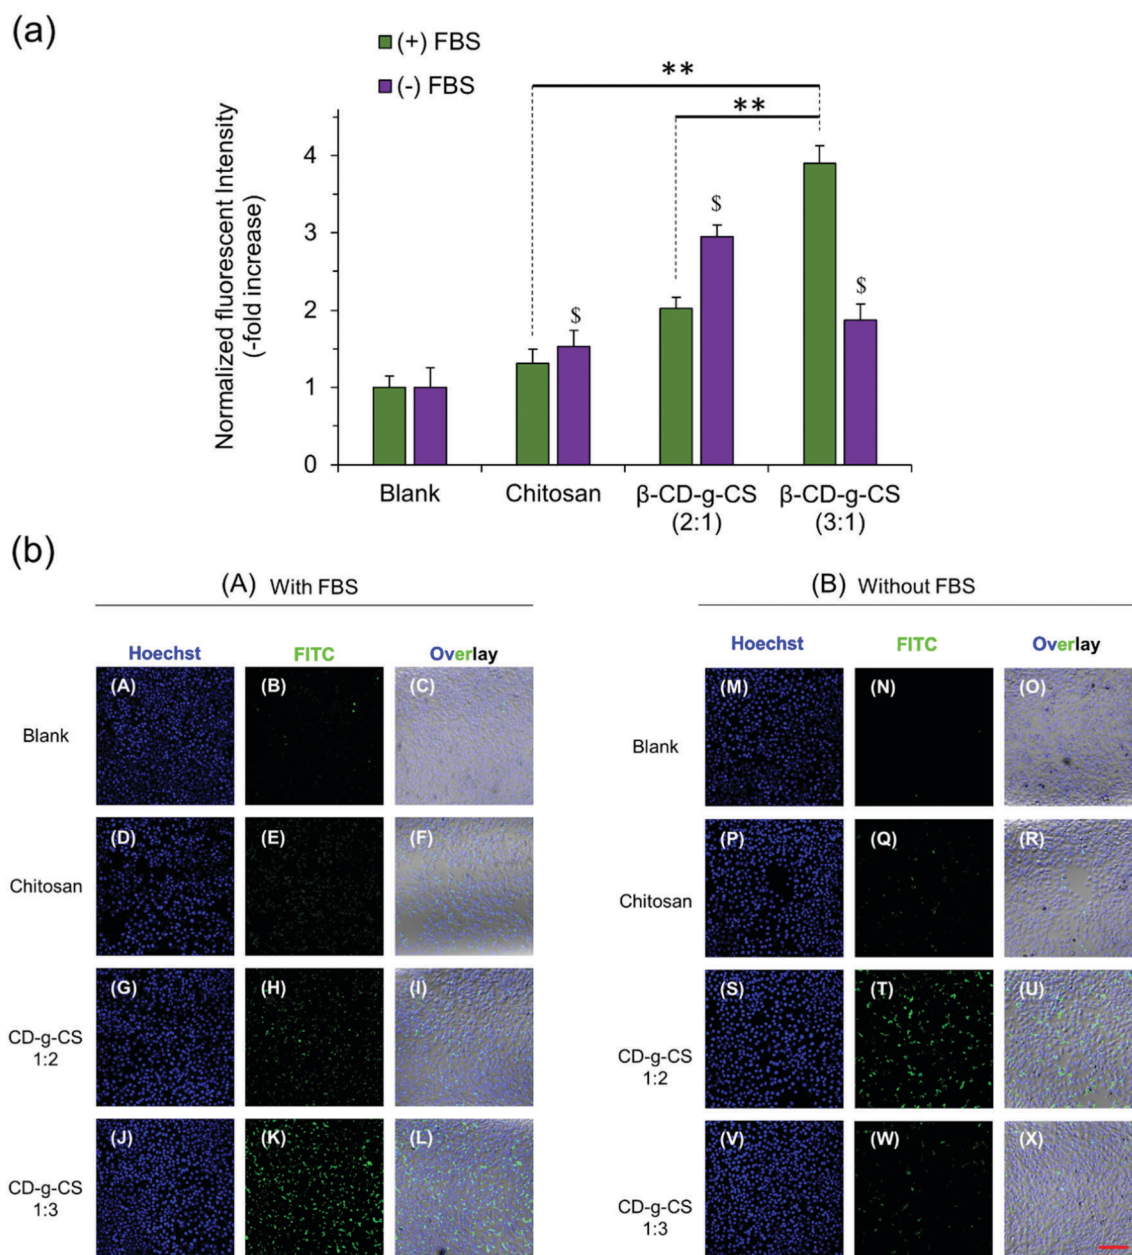 (a)
(+) FBS
(-) FBS
**
**
Normalized fluorescent Intensity
(-fold increase)
4
3
2
1
0
$
$
$
Blank
Chitosan
β-CD-g-CS
(2:1)
β-CD-g-CS
(3:1)
(b)
(A) With FBS
(B) Without FBS
Hoechst FITC Overlay
Hoechst FITC Overlay
Blank
(A) (B) (C)
Blank
(M) (N) (O)
Chitosan
(D) (E) (F)
Chitosan
(P) (Q) (R)
CD-g-CS
1:2
(G) (H) (I)
CD-g-CS
1:2
(S) (T) (U)
CD-g-CS
1:3
(J) (K) (L)
CD-g-CS
1:3
(V) (W) (X)